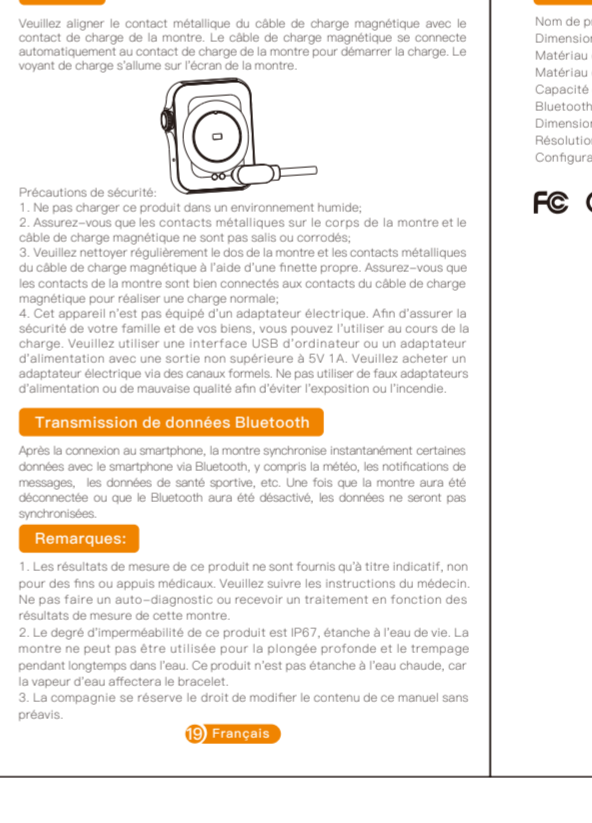 Veuillez aligner le contact métallique du câble de charge magnétique avec le
contact de charge de la montre. Le câble de charge magnétique se connecte
automatiquement au contact de charge de la montre pour démarrer la charge. Le
voyant de charge s'allume sur l'écran de la montre.
Précautions de sécurité:
1. Ne pas charger ce produit dans un environnement humide;
2. Assurez-vous que les contacts métalliques sur le corps de la montre et le
câble de charge magnétique ne sont pas salis ou corrodés;
3. Veuillez nettoyer régulièrement le dos de la montre et les contacts métalliques
du câble de charge magnétique à l'aide d'une finette propre. Assurez-vous que
les contacts de la montre sont bien connectés aux contacts du câble de charge
magnétique pour réaliser une charge normale;
4. Cet appareil n'est pas équipé d'un adaptateur électrique. Afin d'assurer la
sécurité de votre famille et de vos biens, vous pouvez l'utiliser au cours de la
charge. Veuillez utiliser une interface USB d'ordinateur ou un adaptateur
d'alimentation avec une sortie non supérieure à 5V 1A. Veuillez acheter un
adaptateur électrique via des canaux formels. Ne pas utiliser de faux adaptateurs
d'alimentation ou de mauvaise qualité afin d'éviter l'exposition ou l'incendie.
Transmission de données Bluetooth
Après la connexion au smartphone, la montre synchronise instantanément certaines
données avec le smartphone via Bluetooth, y compris la météo, les notifications de
messages, les données de santé sportive, etc. Une fois que la montre aura été
déconnectée ou que le Bluetooth aura été désactivé, les données ne seront pas
synchronisées.
Remarques:
1. Les résultats de mesure de ce produit ne sont fournis qu'à titre indicatif, non
pour des fins ou appuis médicaux. Veuillez suivre les instructions du médecin.
Ne pas faire un auto-diagnostic ou recevoir un traitement en fonction des
résultats de mesure de cette montre.
2. Le degré d'imperméabilité de ce produit est IP67, étanche à l'eau de vie. La
montre ne peut pas être utilisée pour la plongée profonde et le trempage
pendant longtemps dans l'eau. Ce produit n'est pas étanche à l'eau chaude, car
la vapeur d'eau affectera le bracelet.
3. La compagnie se réserve le droit de modifier le contenu de ce manuel sans
préavis.
19 Français
Nom de
Matériau
Matériau
Capacité
Bluetooth
FC